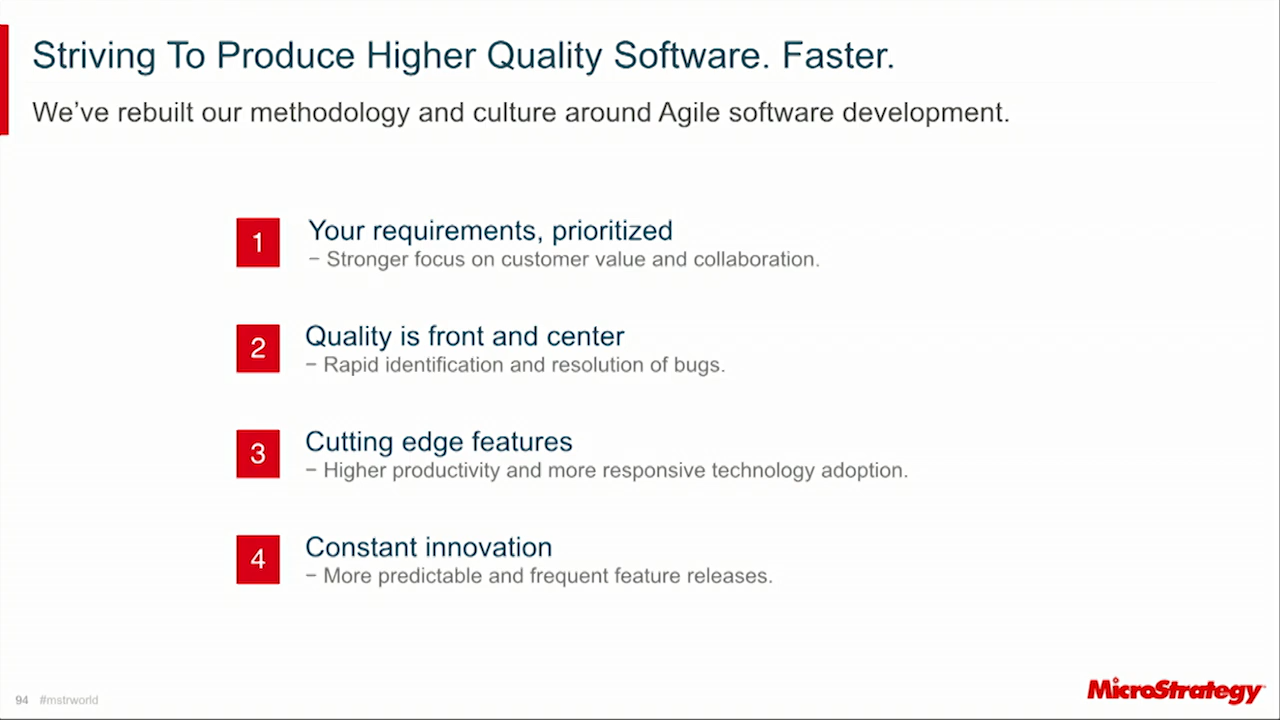 Striving To Produce Higher Quality Software. Faster.
We've rebuilt our methodology and culture around Agile software development.
1
Your requirements, prioritized
− Stronger focus on customer value and collaboration.
2
Quality is front and center
− Rapid identification and resolution of bugs.
3
Cutting edge features
− Higher productivity and more responsive technology adoption.
4
Constant innovation
− More predictable and frequent feature releases.
94 #mstrworld
MicroStrategy